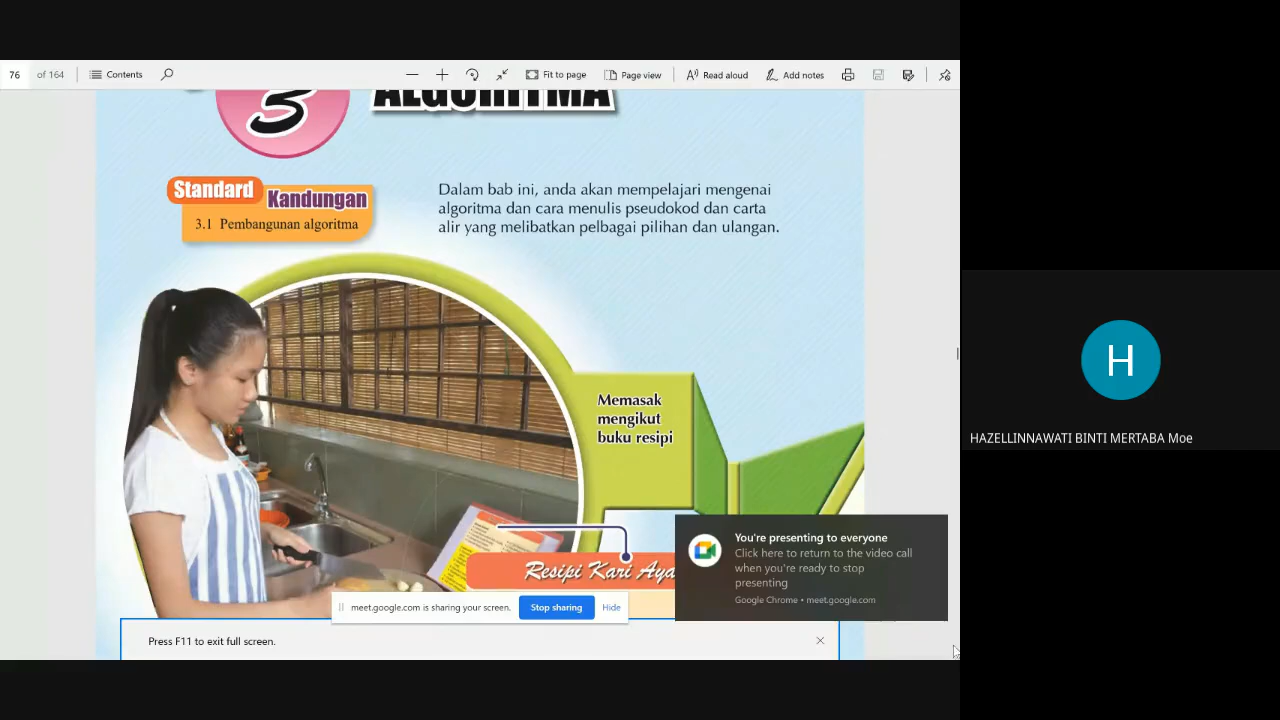 76 of 164 Contents Fit to page Page view Read aloud Add notes
3 ALGORITMA
Standard Kandungan
3.1 Pembangunan algoritma
Dalam bab ini, anda akan mempelajari mengenai
algoritma dan cara menulis pseudokod dan carta
alir yang melibatkan pelbagai pilihan dan ulangan.
Memasak
mengikut
buku resipi
Resipi Kari Aya
You're presenting to everyone
Click here to return to the video call
when you're ready to stop
presenting
Google Chrome • meet.google.com
meet.google.com is sharing your screen. Stop sharing Hide
Press F11 to exit full screen.
H
HAZELLINNAWATI BINTI MERTABA Moe